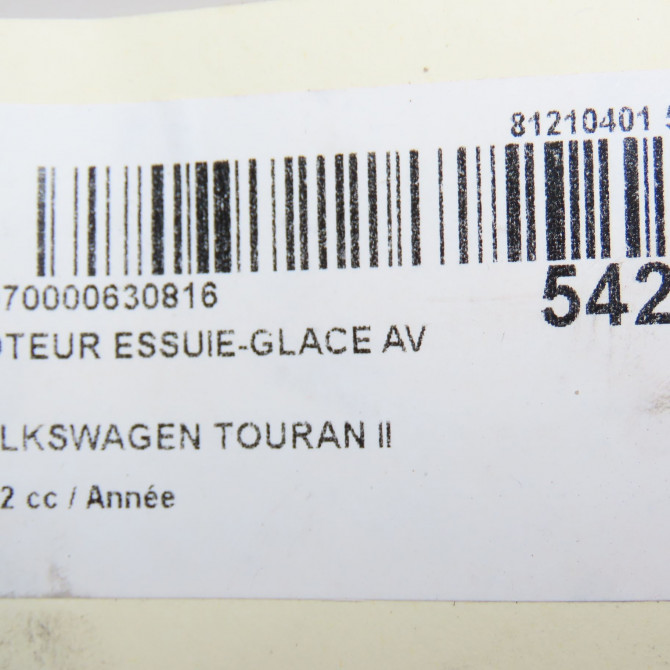 81210401 5
70000630816
542
OTEUR ESSUIE-GLACE AV
LKSWAGEN TOURAN II
2 cc / Année